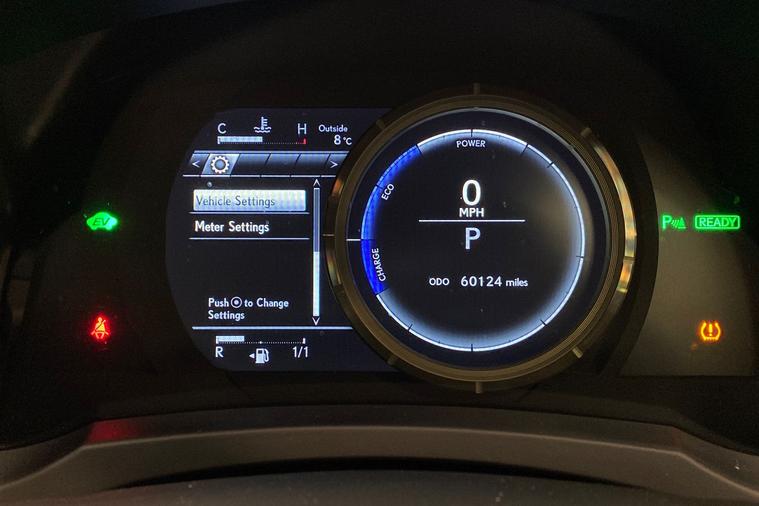 C H Outside
8°C
< >
POWER
ECO
Vehicle Settings
0
MPH
EV
P READY
Meter Settings
P
CHARGE
ODO 60124 miles
Push to Change
Settings
R 1/1